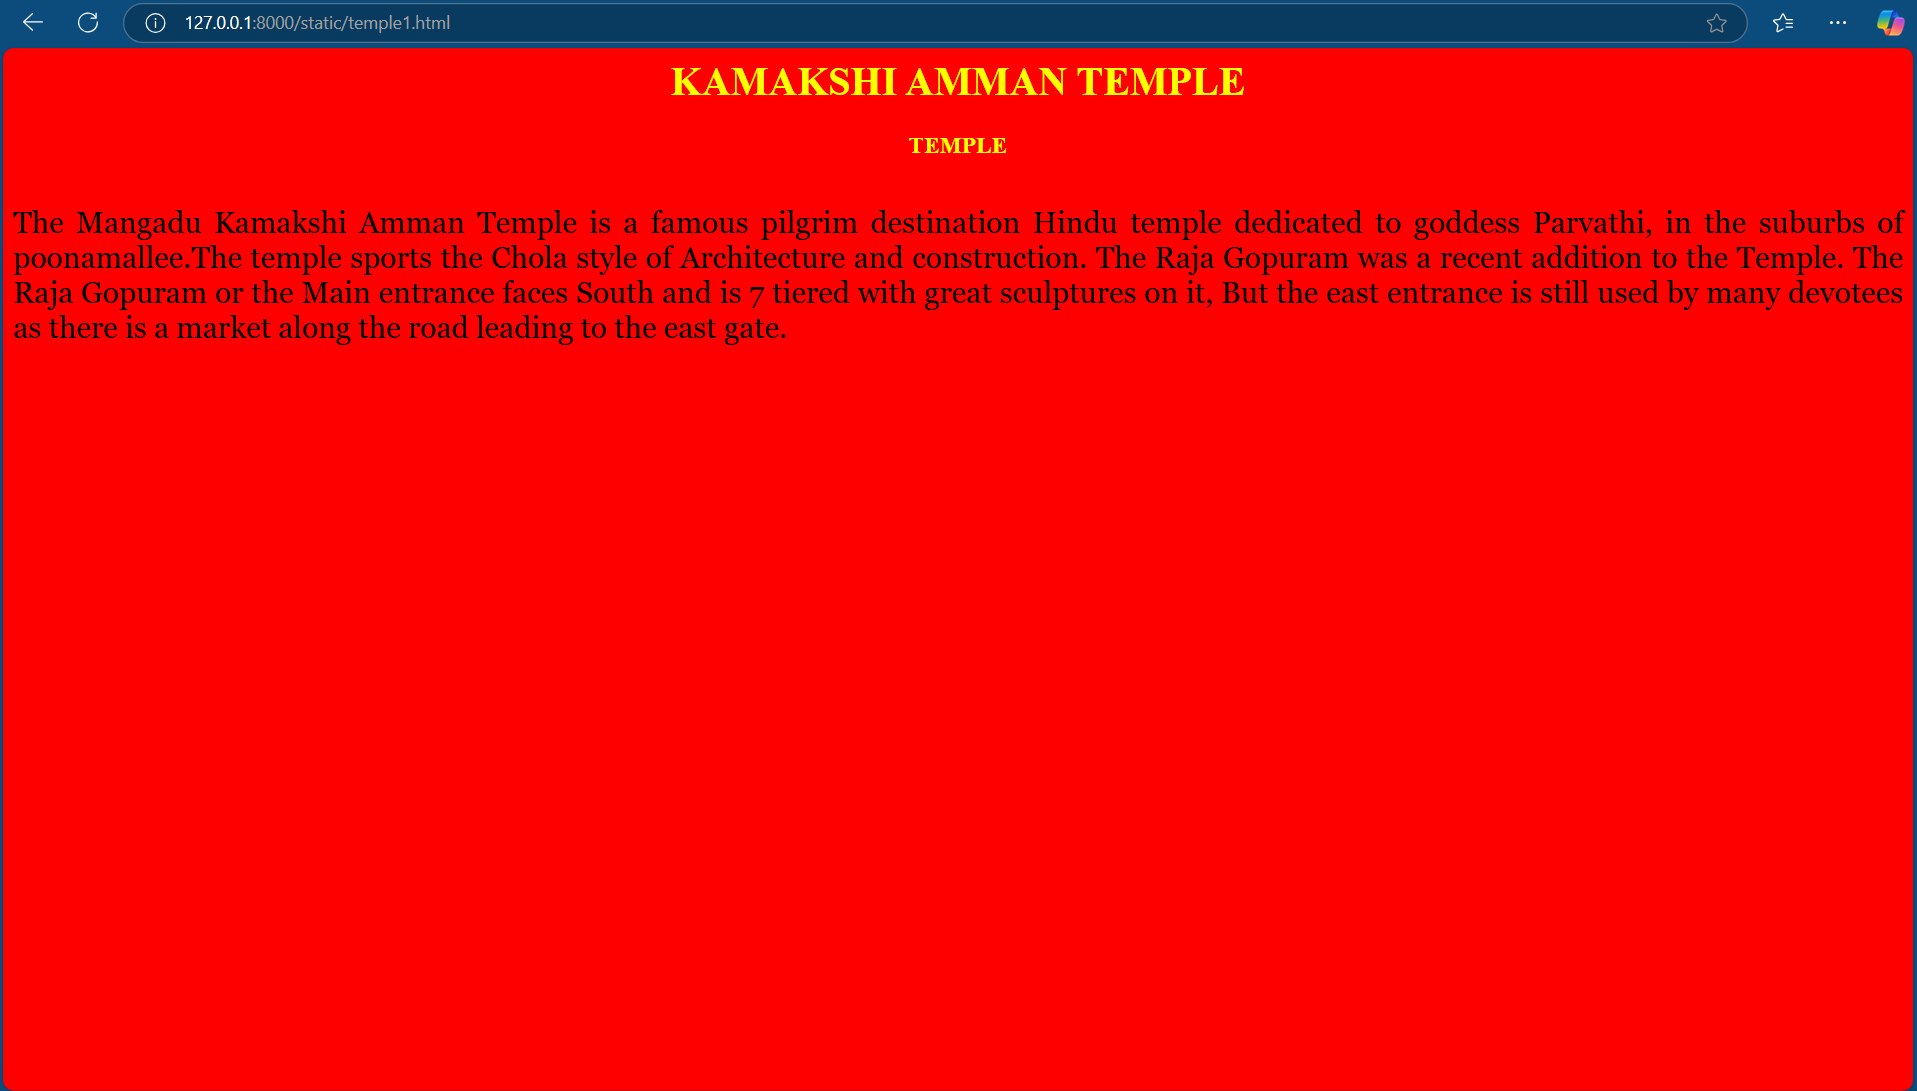 127.0.0.1:8000/static/temple1.html
KAMAKSHI AMMAN TEMPLE
TEMPLE
The Mangadu Kamakshi Amman Temple is a famous pilgrim destination Hindu temple dedicated to goddess Parvathi, in the suburbs of
poonamallee.The temple sports the Chola style of Architecture and construction. The Raja Gopuram was a recent addition to the Temple. The
Raja Gopuram or the Main entrance faces South and is 7 tiered with great sculptures on it, But the east entrance is still used by many devotees
as there is a market along the road leading to the east gate.